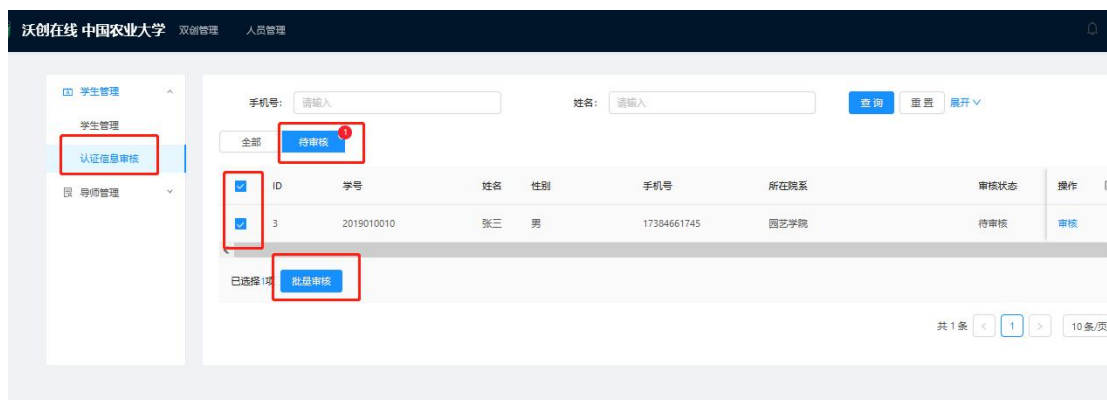 沃创在线 中国农业大学 双创管理 人员管理
学生管理
学生管理
认证信息审核
导师管理
手机号: 请输入 姓名: 请输入 查询 重置 展开
全部 待审核 1
ID 学号 姓名 性别 手机号 所在院系 审核状态 操作
3 2019010010 张三 男 17384661745 园艺学院 待审核 审核
已选择1项 批量审核
共1条 < 1 > 10条/页